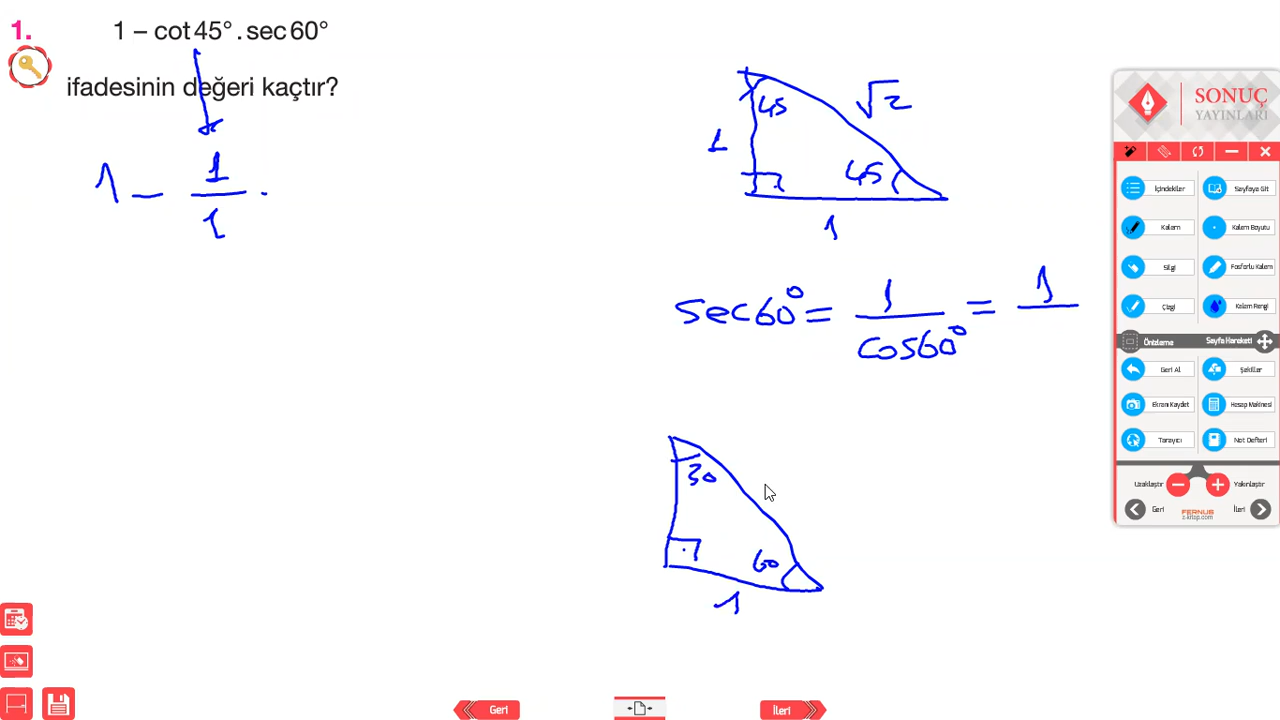 1. 1 – cot 45° . sec 60°
ifadesinin değeri kaçtır?
1 - 1/1 ·
45
√2
1
45
1
sec60° = 1/cos60° = 1
30
60
1
SONUÇ
YAYINLARI
İçindekiler
Sayfaya Git
Kalem
Kalem Boyutu
Silgi
Fosforlu Kalem
Çizgi
Kalem Rengi
Önizleme
Sayfa Hareketi
Geri Al
Şekiller
Ekranı Kaydet
Hesap Makinesi
Tarayıcı
Not Defteri
Uzaklaştır
Yakınlaştır
Geri
FERNUS
z-kitap.com
İleri
Geri
İleri